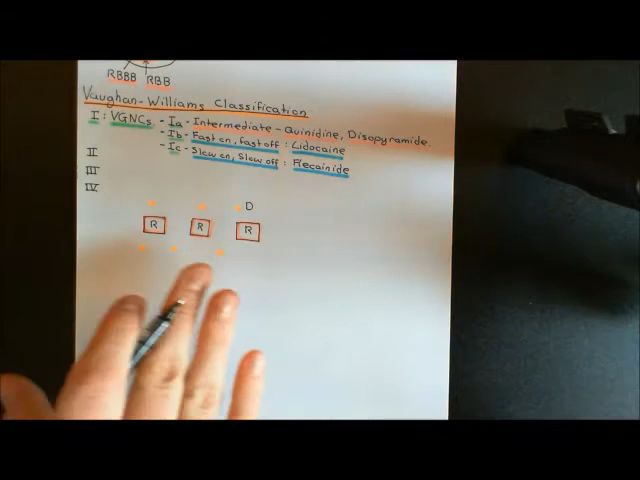 RBBB RBB
Vaughan-Williams Classification
I : VGNCs - Ia - Intermediate - Quinidine, Disopyramide.
- Ib - Fast on, fast off : Lidocaine
- Ic - Slow on, Slow off : Flecainide
II
III
IV
D
R R R